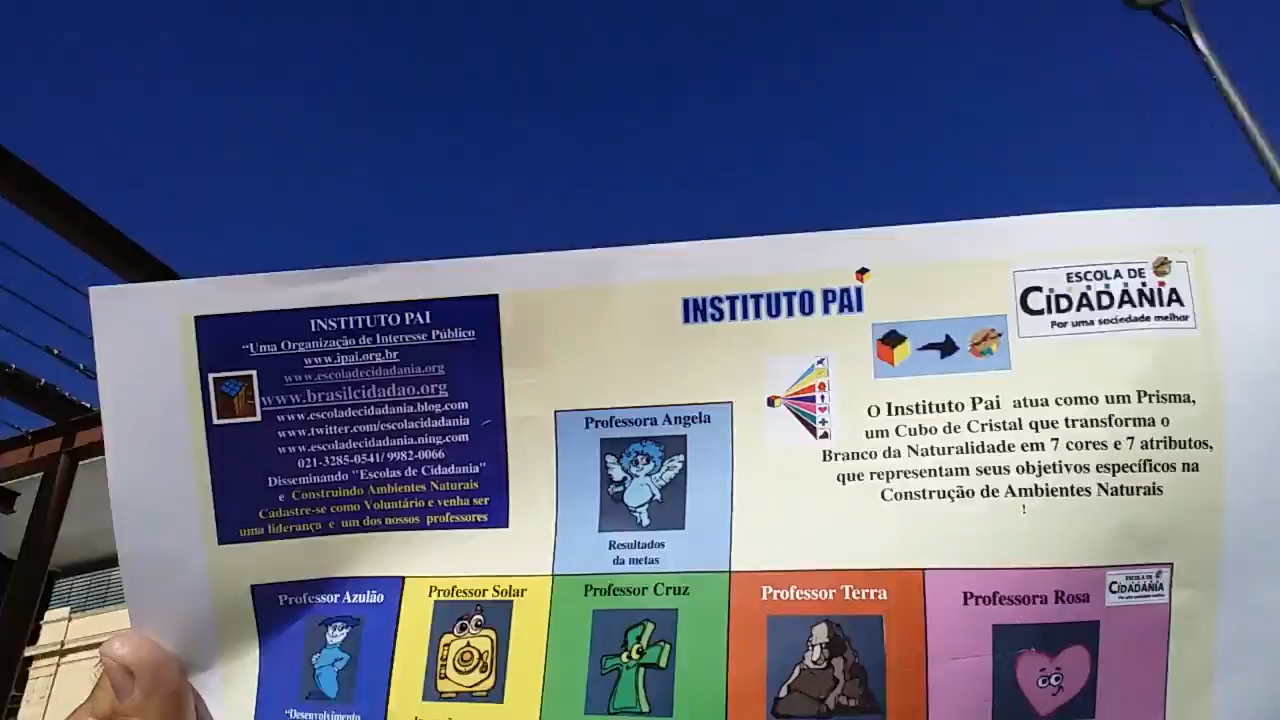 INSTITUTO PAI
“Uma Organização de Interesse Público
www.ipai.org.br
www.escoladecidadania.org
www.brasilcidadao.org
www.escoladecidadania.blog.com
www.twitter.com/escolacidadania
www.escoladecidadania.ning.com
021-3285-0541/ 9982-0066
Disseminando "Escolas de Cidadania"
e Construindo Ambientes Naturais
Cadastre-se como Voluntário e venha ser
uma liderança e um dos nossos professores
INSTITUTO PAI
ESCOLA DE
CIDADANIA
Por uma sociedade melhor
O Instituto Pai atua como um Prisma,
um Cubo de Cristal que transforma o
Branco da Naturalidade em 7 cores e 7 atributos,
que representam seus objetivos específicos na
Construção de Ambientes Naturais
!
Professora Angela
Resultados
da metas
Professor Azulão
“Desenvolvimento
Professor Solar
Professor Cruz
Professor Terra
Professora Rosa
ESCOLA DE
CIDADANIA
Por uma sociedade melhor